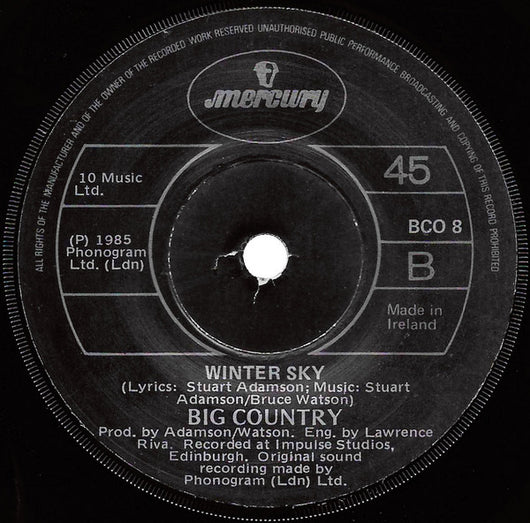 ALL RIGHTS OF THE MANUFACTURER AND OF THE OWNER OF THE RECORDED WORK RESERVED UNAUTHORISED PUBLIC PERFORMANCE BROADCASTING AND COPYING OF THIS RECORD PROHIBITED
mercury
10 Music
Ltd.
45
(P) 1985
Phonogram
Ltd. (Ldn)
BCO 8
B
Made in
Ireland
WINTER SKY
(Lyrics: Stuart Adamson; Music: Stuart
Adamson/Bruce Watson)
BIG COUNTRY
Prod. by Adamson/Watson. Eng. by Lawrence
Riva. Recorded at Impulse Studios,
Edinburgh. Original sound
recording made by
Phonogram (Ldn) Ltd.